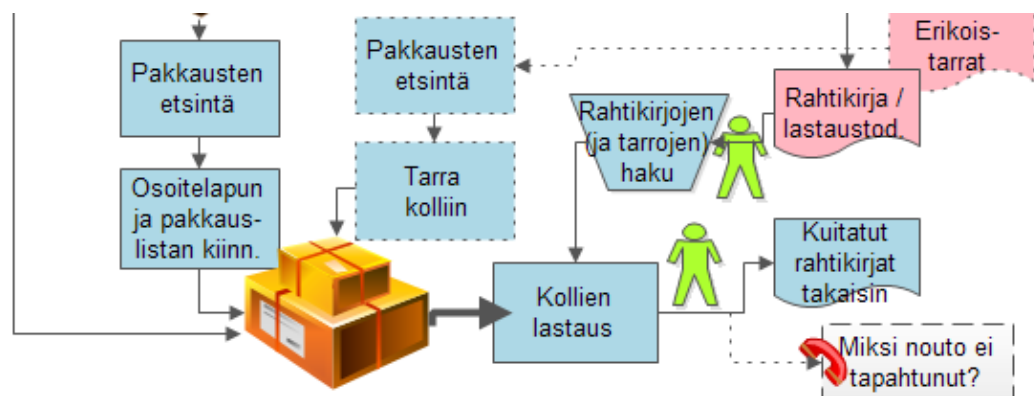 Pakkausten
etsintä
Osoitelapun
ja pakkaus-
listan kiinn.
Pakkausten
etsintä
Tarra
kolliin
Erikois-
tarrat
Rahtikirja /
lastaustod.
Rahtikirjojen
(ja tarrojen)
haku
Kollien
lastaus
Kuitatut
rahtikirjat
takaisin
Miksi nouto ei
tapahtunut?